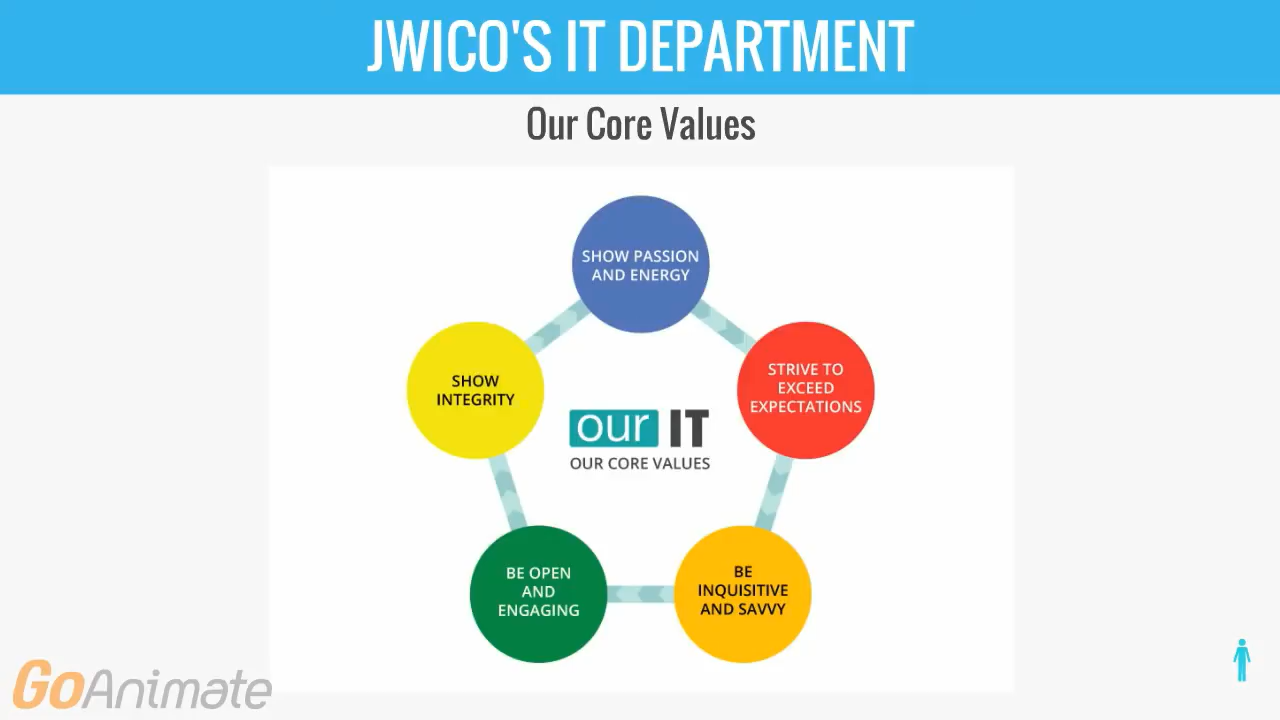 JWICO'S IT DEPARTMENT
Our Core Values
SHOW PASSION
AND ENERGY
STRIVE TO
EXCEED
EXPECTATIONS
BE
INQUISITIVE
AND SAVVY
BE OPEN
AND
ENGAGING
SHOW
INTEGRITY
our IT
OUR CORE VALUES
GoAnimate